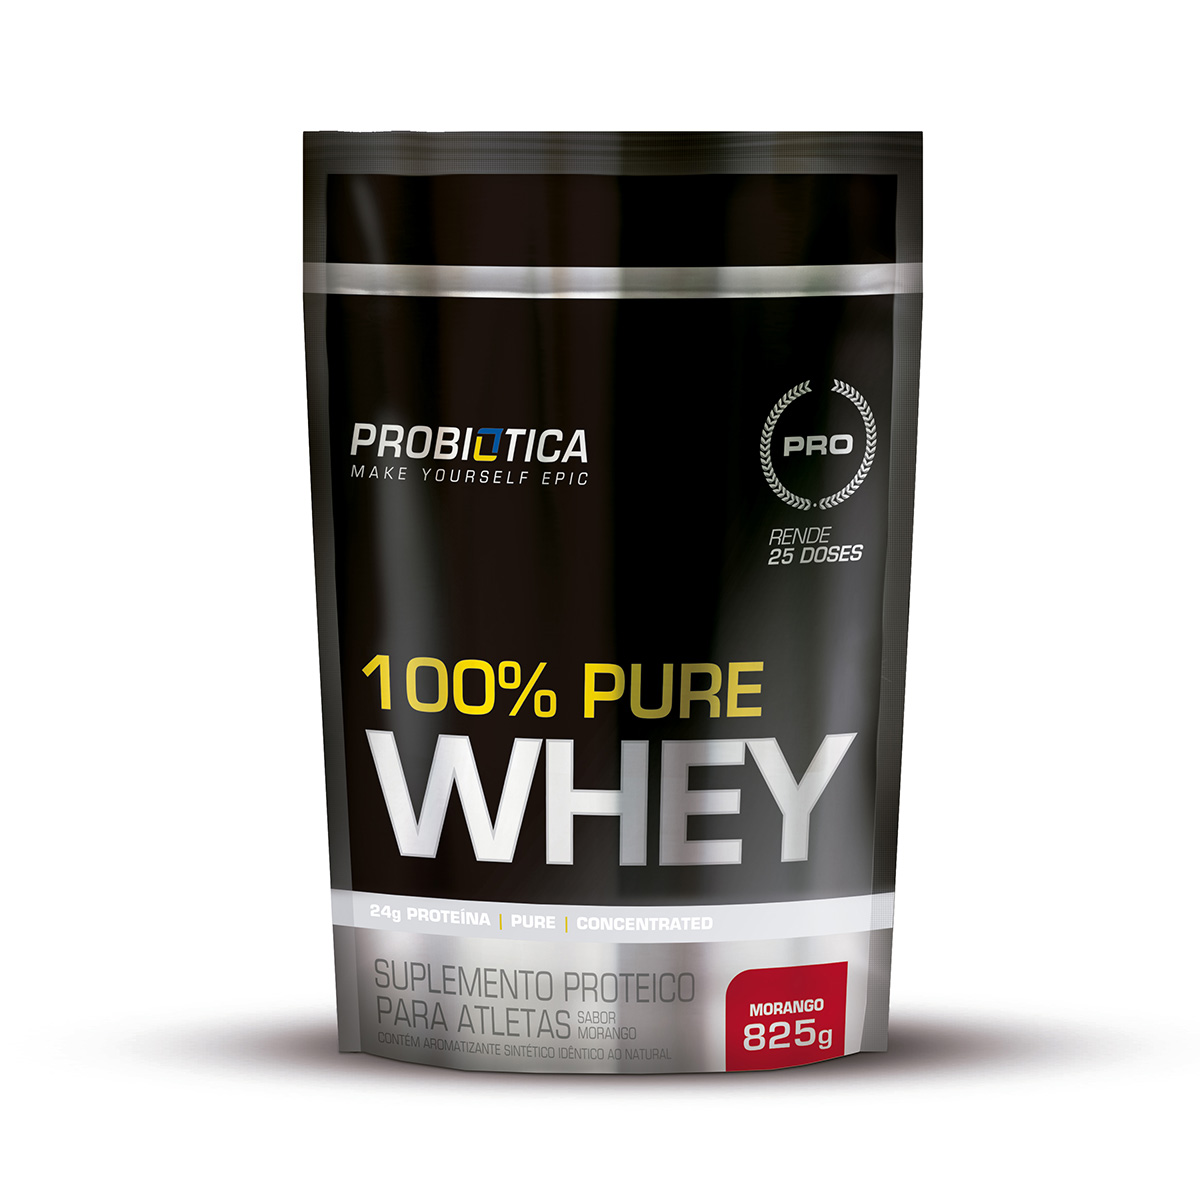 PROBIOTICA
MAKE YOURSELF EPIC
PRO
RENDE
25 DOSES
100% PURE
WHEY
24g PROTEÍNA | PURE | CONCENTRATED
SUPLEMENTO PROTEICO
PARA ATLETAS SABOR
MORANGO
CONTÉM AROMATIZANTE SINTÉTICO IDÊNTICO AO NATURAL
MORANGO
825g